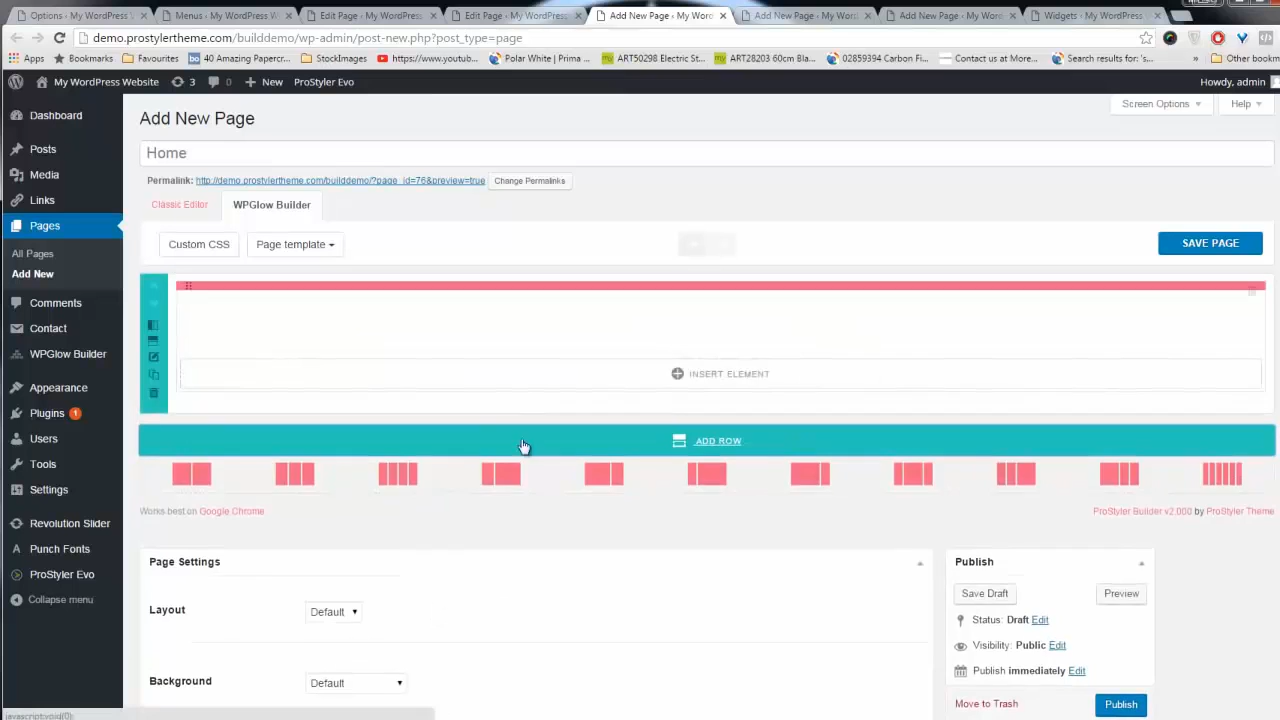 Options ‹ My WordPress W
Menus ‹ My WordPress W
Edit Page ‹ My WordPress
Edit Page ‹ My WordPress
Add New Page ‹ My Wor
Add New Page ‹ My Wor
Add New Page ‹ My Wor
Widgets ‹ My WordPress
demo.prostylertheme.com/builddemo/wp-admin/post-new.php?post_type=page
Apps
Bookmarks
Favourites
40 Amazing Papercr...
StockImages
https://www.youtub...
Polar White | Prima ...
ART50298 Electric St...
ART28203 60cm Bla...
02859394 Carbon Fi...
Contact us at More...
Search results for: 's...
»
Other bookm
My WordPress Website
3
0
New
ProStyler Evo
Howdy, admin
Dashboard
Posts
Media
Links
Pages
All Pages
Add New
Comments
Contact
WPGlow Builder
Appearance
Plugins 1
Users
Tools
Settings
Revolution Slider
Punch Fonts
ProStyler Evo
Collapse menu
Screen Options
Help
Add New Page
Home
Permalink: http://demo.prostylertheme.com/builddemo/?page_id=76&preview=true
Change Permalinks
Classic Editor
WPGlow Builder
Custom CSS
Page template
SAVE PAGE
INSERT ELEMENT
ADD ROW
Works best on Google Chrome
ProStyler Builder v2.000 by ProStyler Theme
Page Settings
Layout
Default
Background
Default
Publish
Save Draft
Preview
Status: Draft Edit
Visibility: Public Edit
Publish immediately Edit
Move to Trash
Publish
javascript:void(0);